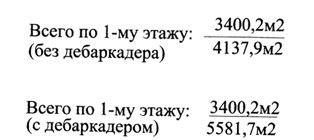 Всего по 1-му этажу: 3400,2м2
(без дебаркадера) 4137,9м2
Всего по 1-му этажу: 3400,2м2
(с дебаркадером) 5581,7м2